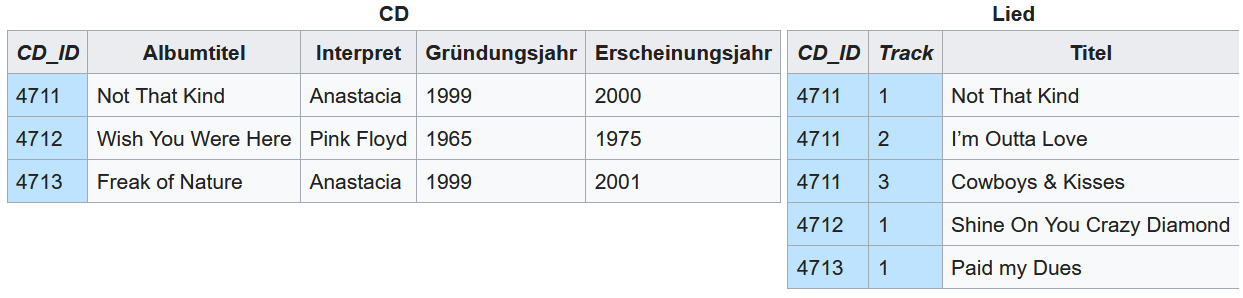 CD
CD_ID Albumtitel Interpret Gründungsjahr Erscheinungsjahr
4711 Not That Kind Anastacia 1999 2000
4712 Wish You Were Here Pink Floyd 1965 1975
4713 Freak of Nature Anastacia 1999 2001
Lied
CD_ID Track Titel
4711 1 Not That Kind
4711 2 I’m Outta Love
4711 3 Cowboys & Kisses
4712 1 Shine On You Crazy Diamond
4713 1 Paid my Dues